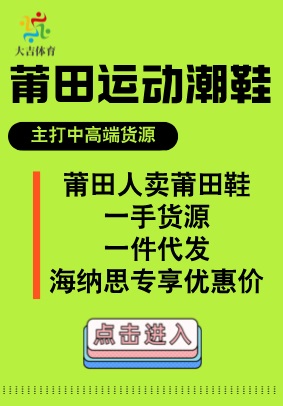 大吉体育
莆田运动潮鞋
主打中高端货源
莆田人卖莆田鞋
一手货源
一件代发
海纳思专享优惠价
点击进入